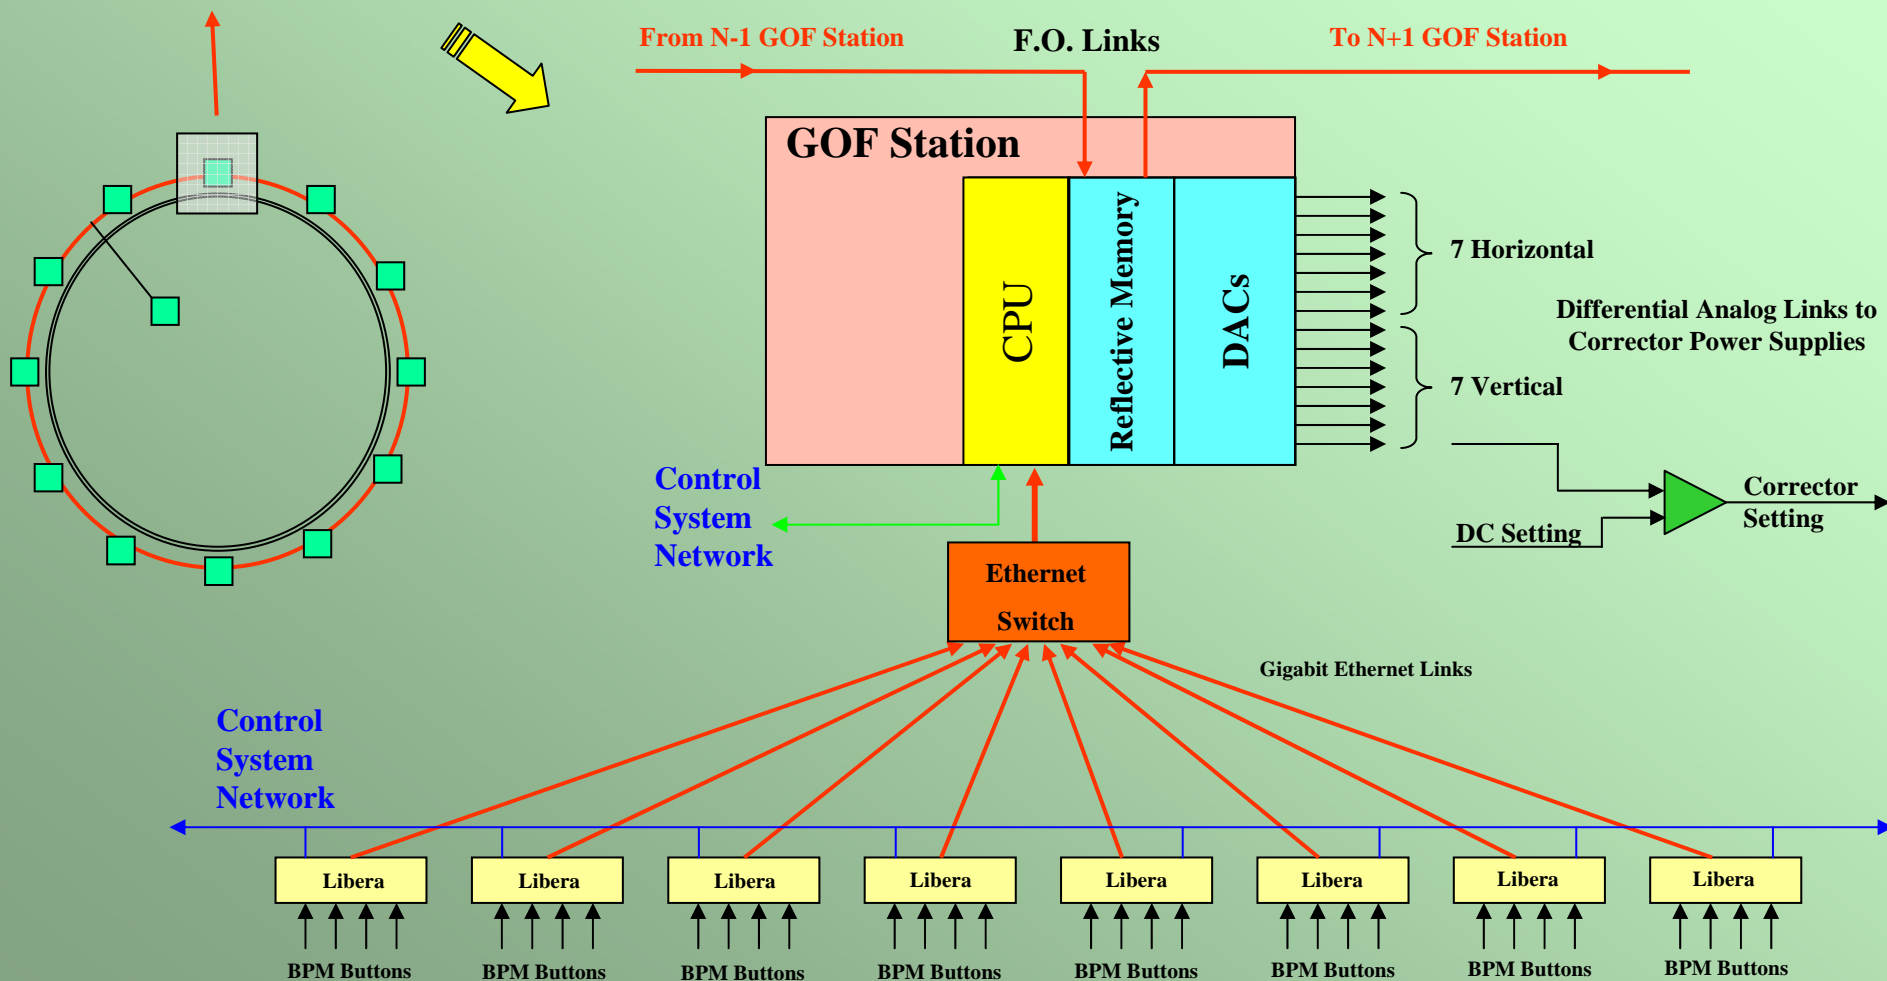 From N-1 GOF Station
F.O. Links
To N+1 GOF Station
GOF Station
CPU
Reflective Memory
DACs
7 Horizontal
Differential Analog Links to
Corrector Power Supplies
7 Vertical
Control
System
Network
DC Setting
Corrector
Setting
Ethernet
Switch
Gigabit Ethernet Links
Control
System
Network
Libera
Libera
Libera
Libera
Libera
Libera
Libera
Libera
BPM Buttons
BPM Buttons
BPM Buttons
BPM Buttons
BPM Buttons
BPM Buttons
BPM Buttons
BPM Buttons